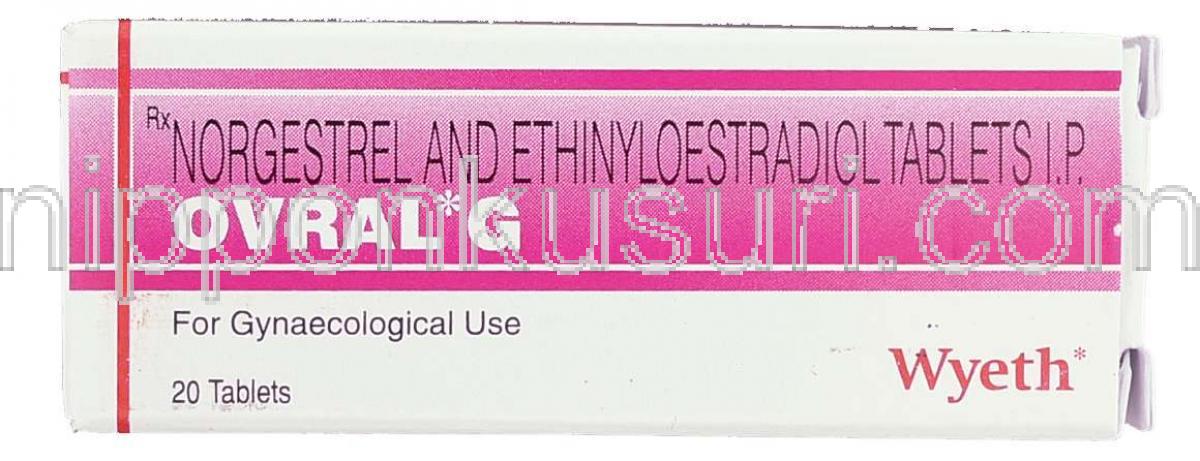 Rx NORGESTREL AND ETHINYLOESTRADIOL TABLETS I.P.
OVRAL* G
nipponkusuri.com
For Gynaecological Use
Wyeth*
20 Tablets